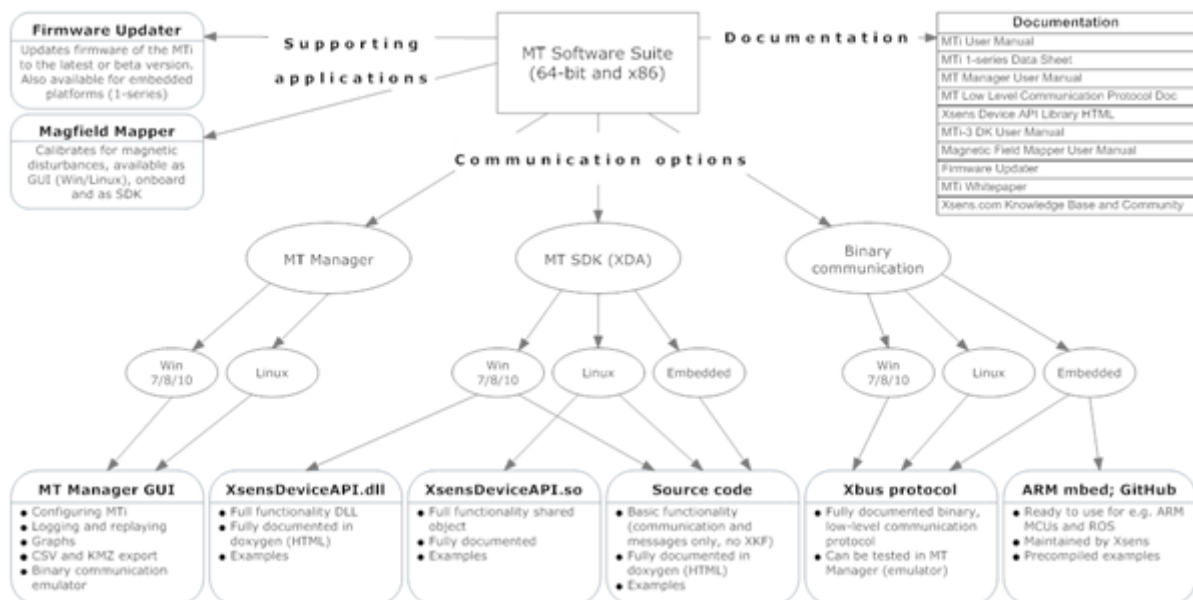 Firmware Updater
Updates firmware of the MTi
to the latest or beta version.
Also available for embedded
platforms (1-series)
Supporting
applications
Magfield Mapper
Calibrates for magnetic
disturbances, available as
GUI (Win/Linux), onboard
and as SDK
MT Software Suite
(64-bit and x86)
Documentation
Documentation
MTi User Manual
MTi 1-series Data Sheet
MT Manager User Manual
MT Low Level Communication Protocol Doc
Xsens Device API Library HTML
MTi-3 DK User Manual
Magnetic Field Mapper User Manual
Firmware Updater
MTi Whitepaper
Xsens.com Knowledge Base and Community
Communication options
MT Manager
MT SDK (XDA)
Binary
communication
Win
7/8/10
Linux
Win
7/8/10
Linux
Embedded
Win
7/8/10
Linux
Embedded
MT Manager GUI
● Configuring MTi
● Logging and replaying
● Graphs
● CSV and KMZ export
● Binary communication
emulator
XsensDeviceAPI.dll
● Full functionality DLL
● Fully documented in
doxygen (HTML)
● Examples
XsensDeviceAPI.so
● Full functionality shared
object
● Fully documented
● Examples
Source code
● Basic functionality
(communication and
messages only, no XKF)
● Fully documented in
doxygen (HTML)
● Examples
Xbus protocol
● Fully documented binary,
low-level communication
protocol
● Can be tested in MT
Manager (emulator)
ARM mbed; GitHub
● Ready to use for e.g. ARM
MCUs and ROS
● Maintained by Xsens
● Precompiled examples